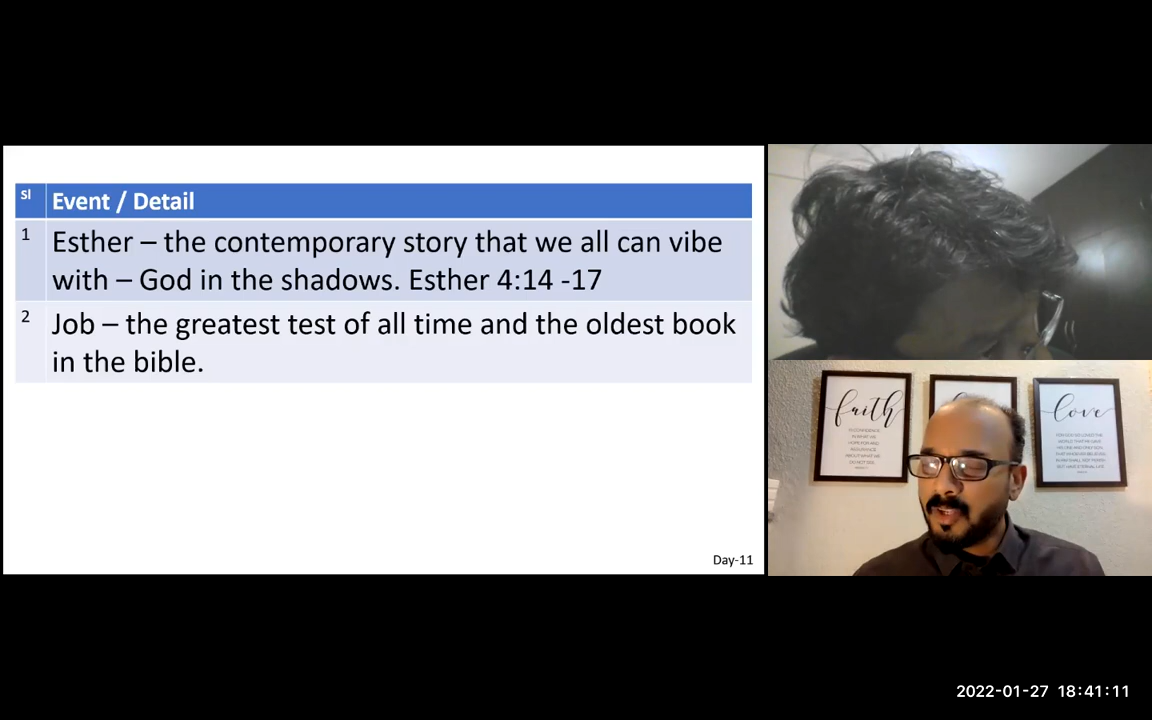 Sl Event / Detail
1 Esther – the contemporary story that we all can vibe
with – God in the shadows. Esther 4:14 -17
2 Job – the greatest test of all time and the oldest book
in the bible.
Day-11
faith
love
2022-01-27 18:41:11